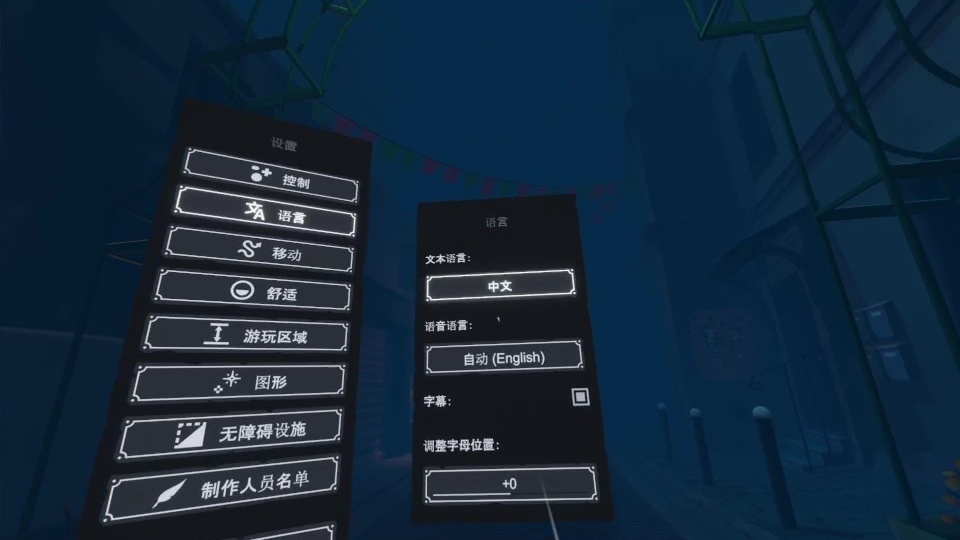 设置
控制
语言
移动
舒适
游玩区域
图形
无障碍设施
制作人员名单
语言
文本语言:
中文
语音语言:
自动 (English)
字幕:
调整字母位置:
+0